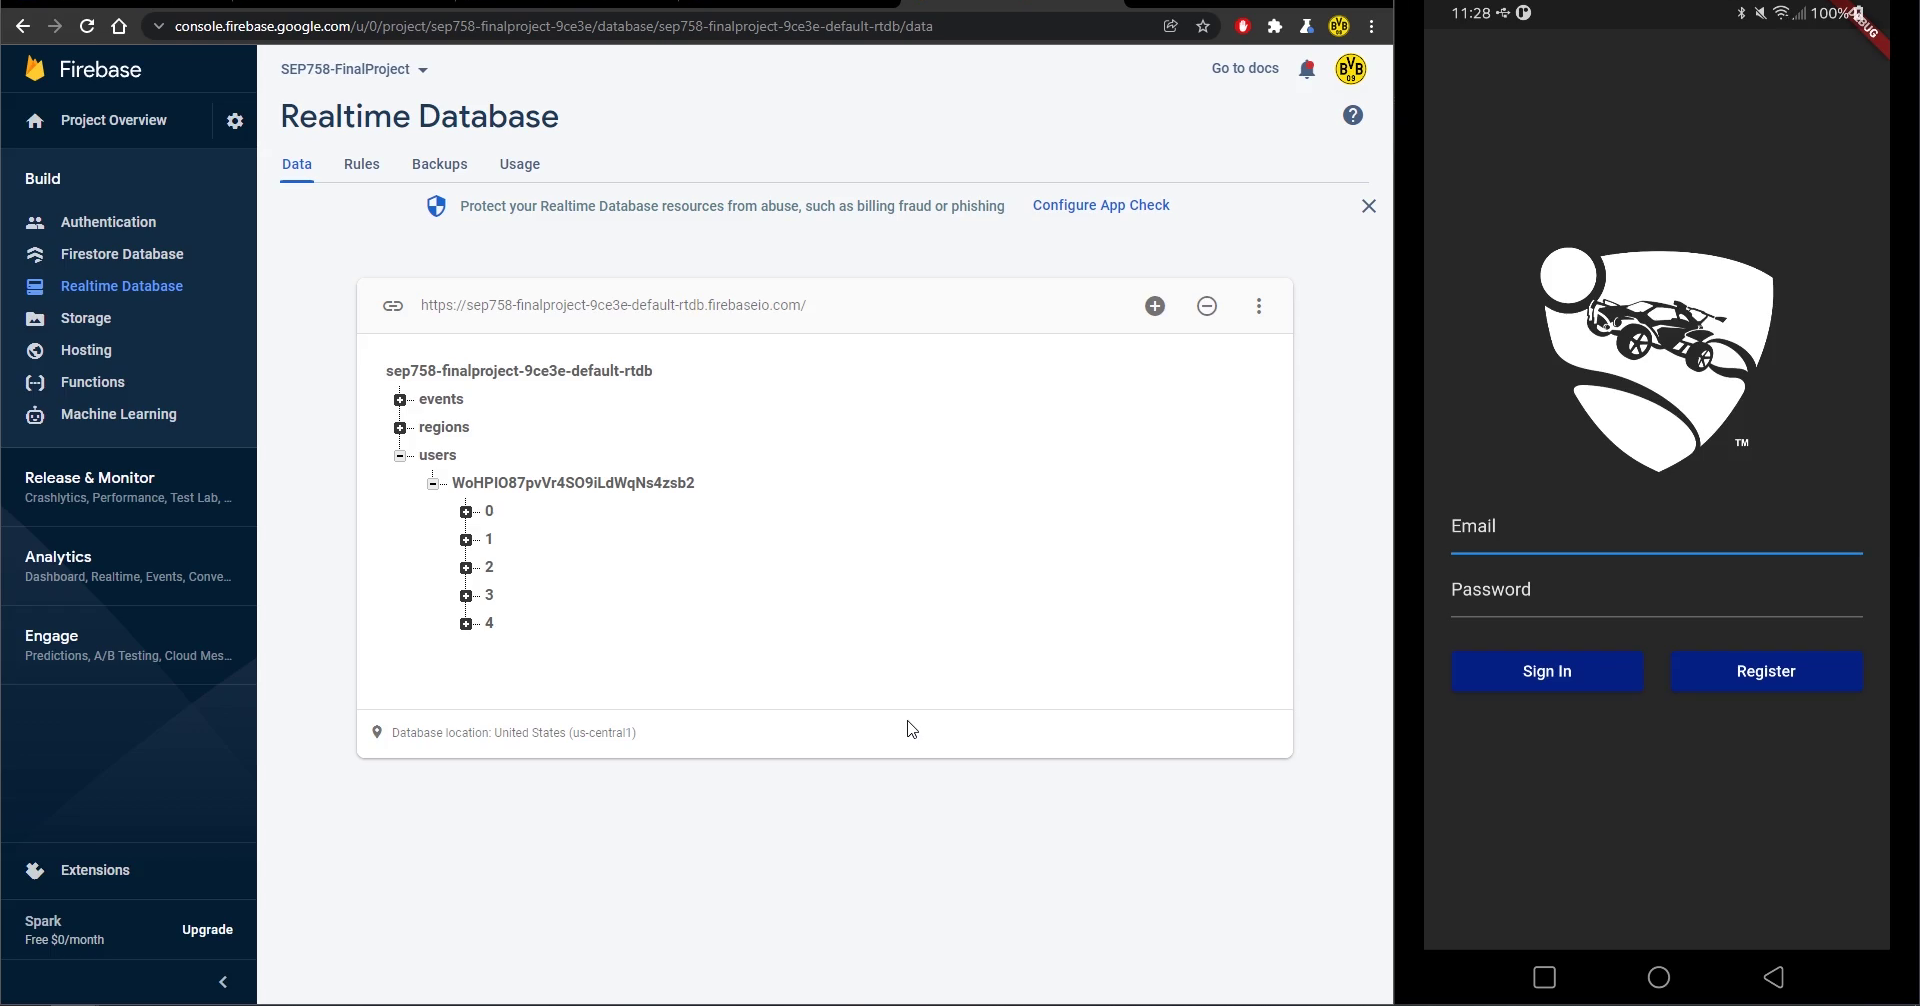 console.firebase.google.com/u/0/project/sep758-finalproject-9ce3e/database/sep758-finalproject-9ce3e-default-rtdb/data
Firebase
Project Overview
Build
Authentication
Firestore Database
Realtime Database
Storage
Hosting
Functions
Machine Learning
Release & Monitor
Crashlytics, Performance, Test Lab, ...
Analytics
Dashboard, Realtime, Events, Conve...
Engage
Predictions, A/B Testing, Cloud Mes...
Extensions
Spark
Free $0/month
Upgrade
SEP758-FinalProject
Go to docs
BVB
09
Realtime Database
Data Rules Backups Usage
Protect your Realtime Database resources from abuse, such as billing fraud or phishing Configure App Check
https://sep758-finalproject-9ce3e-default-rtdb.firebaseio.com/
sep758-finalproject-9ce3e-default-rtdb
events
regions
users
WoHPIO87pvVr4SO9iLdWqNs4zsb2
0
1
2
3
4
Database location: United States (us-central1)
11:28
100%
TM
Email
Password
Sign In
Register